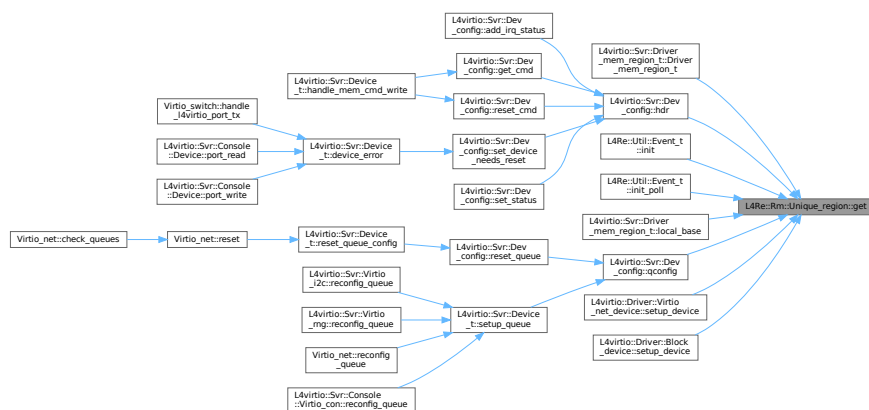 L4virtio::Svr::Dev
_config::add_irq_status
L4virtio::Svr::Driver
_mem_region_t::Driver
_mem_region_t
L4virtio::Svr::Dev
_config::get_cmd
L4virtio::Svr::Device
_t::handle_mem_cmd_write
L4virtio::Svr::Dev
_config::reset_cmd
L4virtio::Svr::Dev
_config::hdr
Virtio_switch::handle
_l4virtio_port_tx
L4virtio::Svr::Console
::Device::port_read
L4virtio::Svr::Device
_t::device_error
L4virtio::Svr::Dev
_config::set_device
_needs_reset
L4Re::Util::Event_t
::init
L4virtio::Svr::Console
::Device::port_write
L4virtio::Svr::Dev
_config::set_status
L4Re::Util::Event_t
::init_poll
L4Re::Rm::Unique_region::get
L4virtio::Svr::Driver
_mem_region_t::local_base
Virtio_net::check_queues
Virtio_net::reset
L4virtio::Svr::Device
_t::reset_queue_config
L4virtio::Svr::Dev
_config::reset_queue
L4virtio::Svr::Dev
_config::qconfig
L4virtio::Svr::Virtio
_i2c::reconfig_queue
L4virtio::Svr::Virtio
_rng::reconfig_queue
L4virtio::Svr::Device
_t::setup_queue
L4virtio::Driver::Virtio
_net_device::setup_device
Virtio_net::reconfig
_queue
L4virtio::Driver::Block
_device::setup_device
L4virtio::Svr::Console
::Virtio_con::reconfig_queue